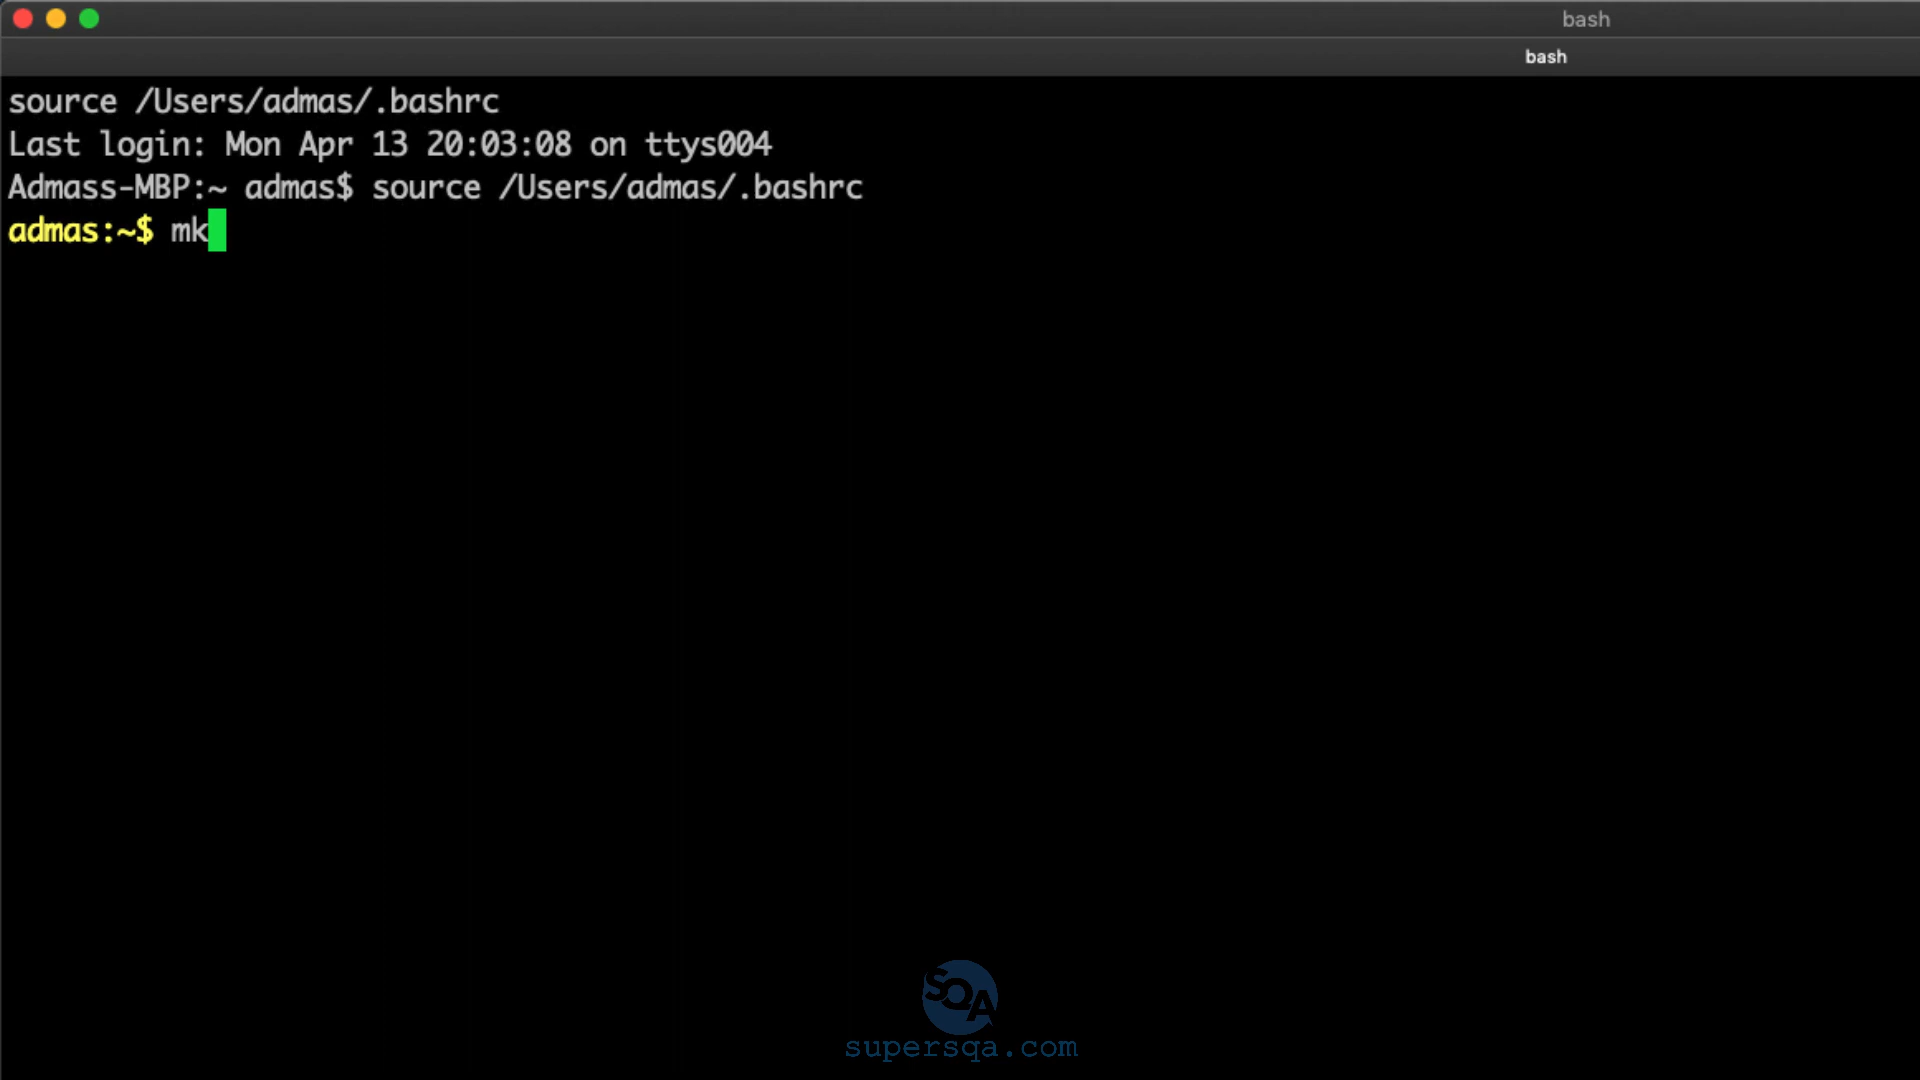 bash
bash
source /Users/admas/.bashrc
Last login: Mon Apr 13 20:03:08 on ttys004
Admass-MBP:~ admas$ source /Users/admas/.bashrc
admas:~$ mk
SQA
supersqa.com